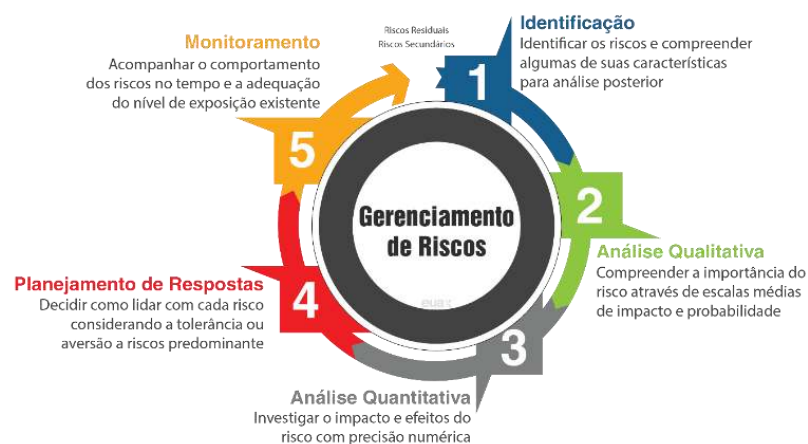 Riscos Residuais
Riscos Secundários
1
Identificação
Identificar os riscos e compreender
algumas de suas características
para análise posterior
2
Análise Qualitativa
Compreender a importância do
risco através de escalas médias
de impacto e probabilidade
3
Análise Quantitativa
Investigar o impacto e efeitos do
risco com precisão numérica
4
Planejamento de Respostas
Decidir como lidar com cada risco
considerando a tolerância ou
aversão a riscos predominante
5
Monitoramento
Acompanhar o comportamento
dos riscos no tempo e a adequação
do nível de exposição existente
Gerenciamento
de Riscos